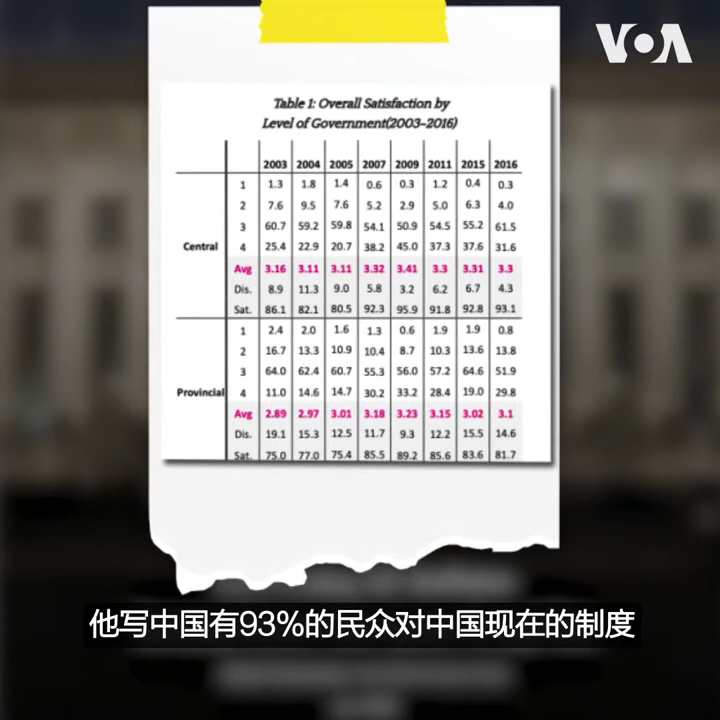 VOA
Table 1: Overall Satisfaction by
Level of Government(2003-2016)
2003 2004 2005 2007 2009 2011 2015 2016
1 1.3 1.8 1.4 0.6 0.3 1.2 0.4 0.3
2 7.6 9.5 7.6 5.2 2.9 5.0 6.3 4.0
3 60.7 59.2 59.8 54.1 50.9 54.5 55.2 61.5
Central 4 25.4 22.9 20.7 38.2 45.0 37.3 37.6 31.6
Avg 3.16 3.11 3.11 3.32 3.41 3.3 3.31 3.3
Dis. 8.9 11.3 9.0 5.8 3.2 6.2 6.7 4.3
Sat. 86.1 82.1 80.5 92.3 95.9 91.8 92.8 93.1
1 2.4 2.0 1.6 1.3 0.6 1.9 1.9 0.8
2 16.7 13.3 10.9 10.4 8.7 10.3 13.6 13.8
3 64.0 62.4 60.7 55.3 56.0 57.2 64.6 51.9
Provincial 4 11.0 14.6 14.7 30.2 33.2 28.4 19.0 29.8
Avg 2.89 2.97 3.01 3.18 3.23 3.15 3.02 3.1
Dis. 19.1 15.3 12.5 11.7 9.3 12.2 15.5 14.6
Sat. 75.0 77.0 75.4 85.5 89.2 85.6 83.6 81.7
他写中国有93%的民众对中国现在的制度